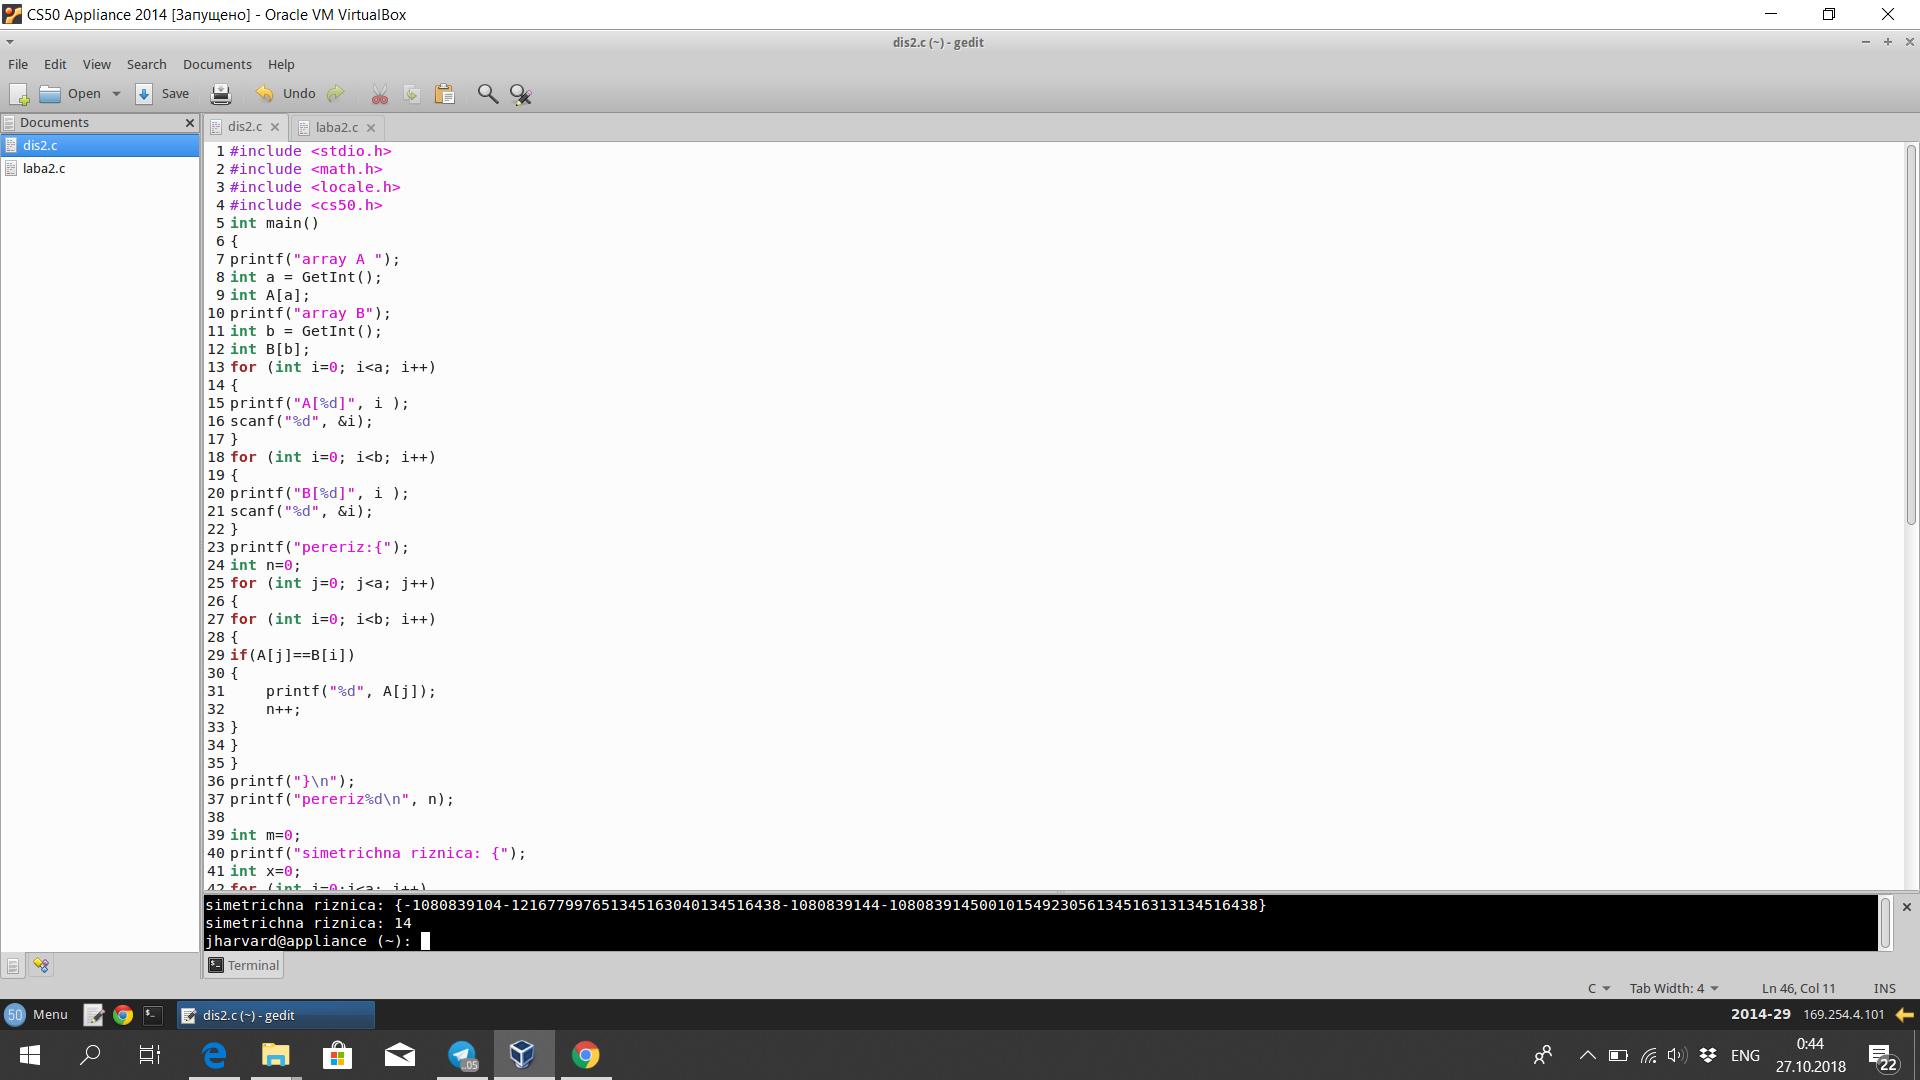 CS50 Appliance 2014 [Запущено] - Oracle VM VirtualBox
dis2.c (~) - gedit
File Edit View Search Documents Help
Open Save Undo
Documents
dis2.c
laba2.c
dis2.c laba2.c
1 #include <stdio.h>
2 #include <math.h>
3 #include <locale.h>
4 #include <cs50.h>
5 int main()
6 {
7 printf("array A ");
8 int a = GetInt();
9 int A[a];
10 printf("array B");
11 int b = GetInt();
12 int B[b];
13 for (int i=0; i<a; i++)
14 {
15 printf("A[%d]", i );
16 scanf("%d", &i);
17 }
18 for (int i=0; i<b; i++)
19 {
20 printf("B[%d]", i );
21 scanf("%d", &i);
22 }
23 printf("pereriz:{");
24 int n=0;
25 for (int j=0; j<a; j++)
26 {
27 for (int i=0; i<b; i++)
28 {
29 if(A[j]==B[i])
30 {
31 printf("%d", A[j]);
32 n++;
33 }
34 }
35 }
36 printf("}\n");
37 printf("pereriz%d\n", n);
38
39 int m=0;
40 printf("simetrichna riznica: {");
41 int x=0;
42 for (int i=0;i<a; i++)
simetrichna riznica: {-1080839104-1216779976513451630401345164​38-1080839144-1080839145001015492305613451631313451643​8}
simetrichna riznica: 14
jharvard@appliance (~):
Terminal
C Tab Width: 4 Ln 46, Col 11 INS
50 Menu dis2.c (~) - gedit 2014-29 169.254.4.101
..05 ENG 0:44
27.10.2018 22